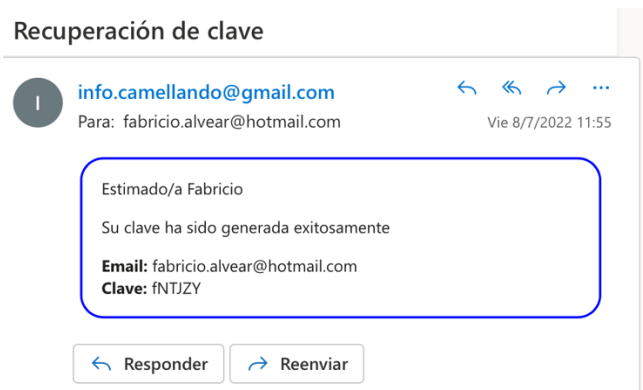 Recuperación de clave
I
info.camellando@gmail.com
Para: fabricio.alvear@hotmail.com
Vie 8/7/2022 11:55
Estimado/a Fabricio
Su clave ha sido generada exitosamente
Email: fabricio.alvear@hotmail.com
Clave: fNTJZY
Responder
Reenviar